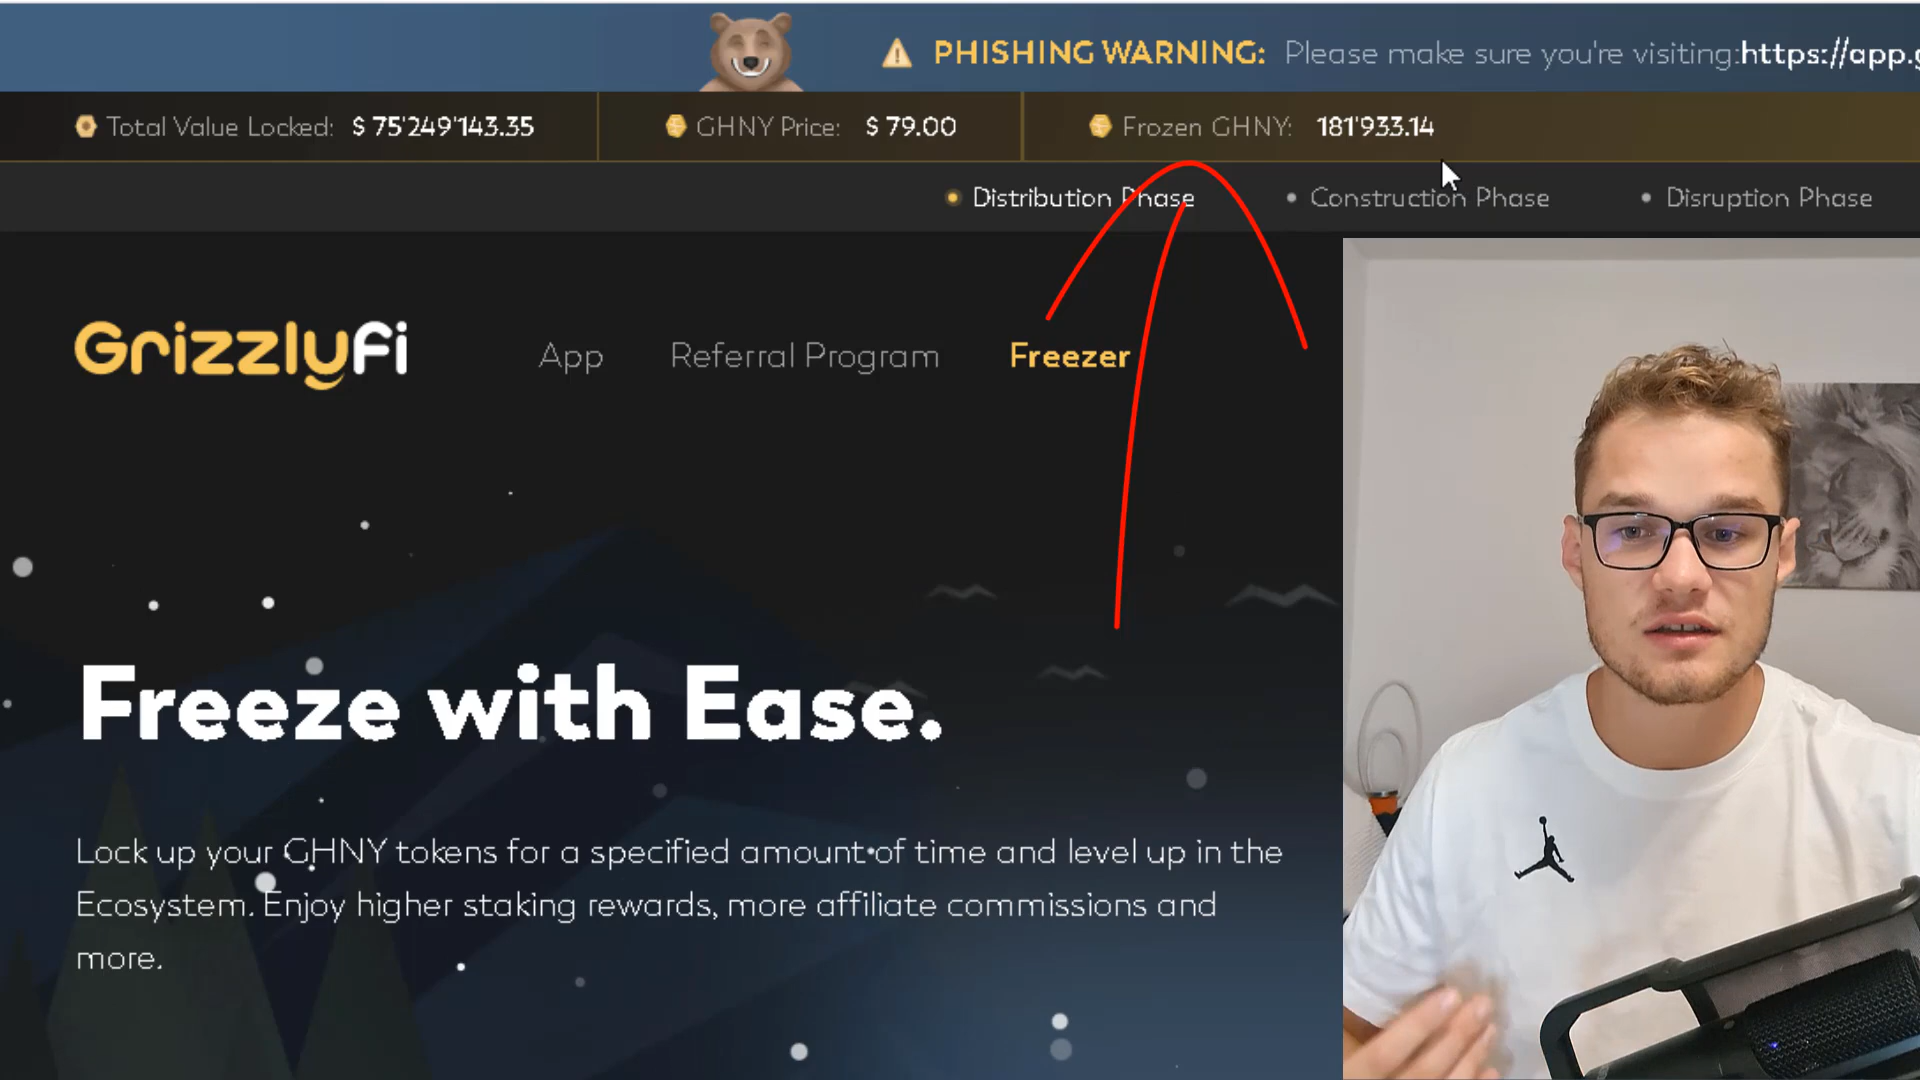 PHISHING WARNING: Please make sure you're visiting:https://app.g
Total Value Locked: $ 75'249'143.35 GHNY Price: $ 79.00 Frozen GHNY: 181'933.14
Distribution Phase Construction Phase Disruption Phase
Grizzlyfi App Referral Program Freezer
Freeze with Ease.
Lock up your GHNY tokens for a specified amount of time and level up in the
Ecosystem. Enjoy higher staking rewards, more affiliate commissions and
more.